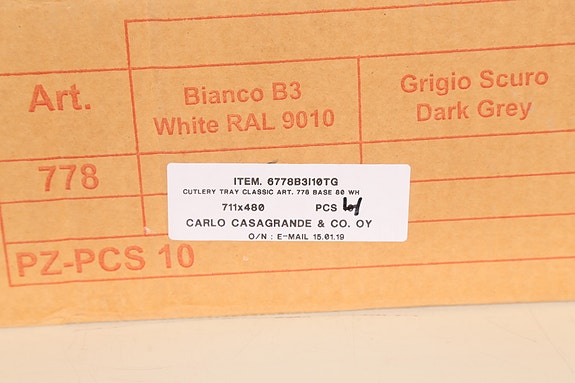 Art.
Bianco B3
White RAL 9010
Grigio Scuro
Dark Grey
778
ITEM. 6778B3I10TG
CUTLERY TRAY CLASSIC ART. 778 BASE 80 WH
711x480 PCS
CARLO CASAGRANDE & CO. OY
O/N : E-MAIL 15.01.19
PZ-PCS 10